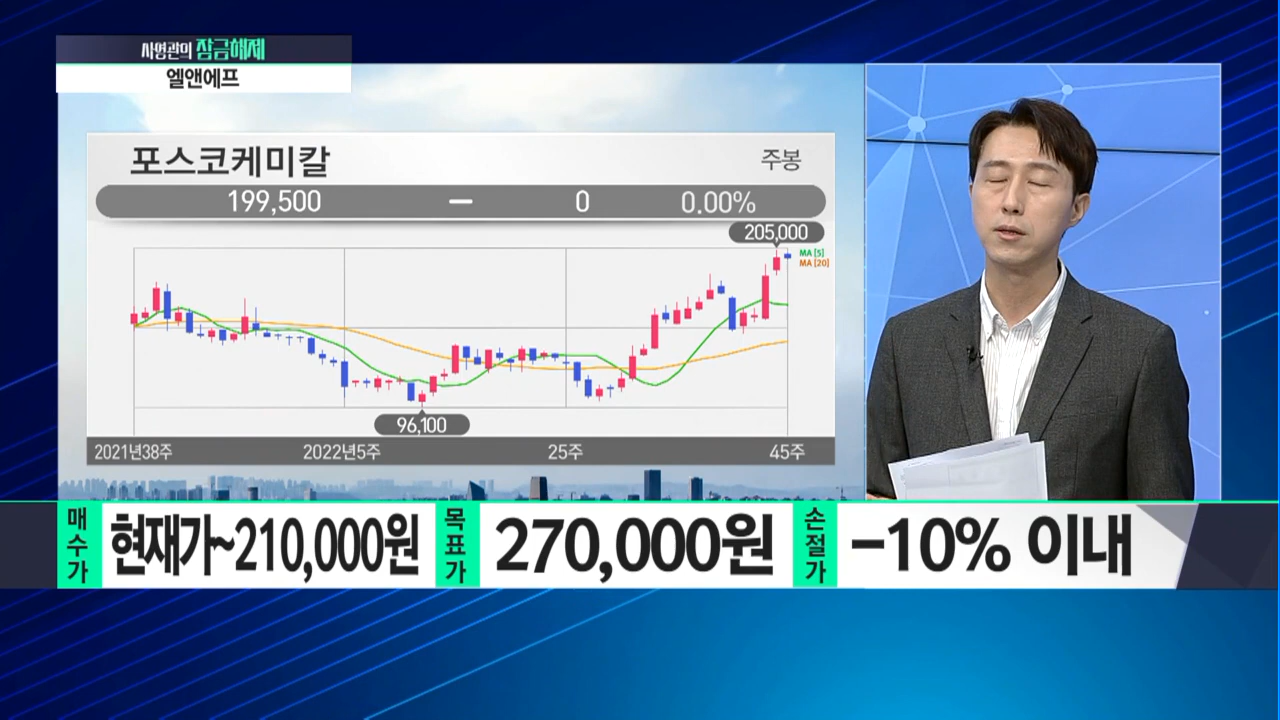 사영관의 잠금해제
엘앤에프
포스코케미칼 주봉
199,500 — 0 0.00%
205,000
MA [5]
MA [20]
96,100
2021년38주 2022년5주 25주 45주
매수가 현재가~210,000원 목표가 270,000원 손절가 -10% 이내